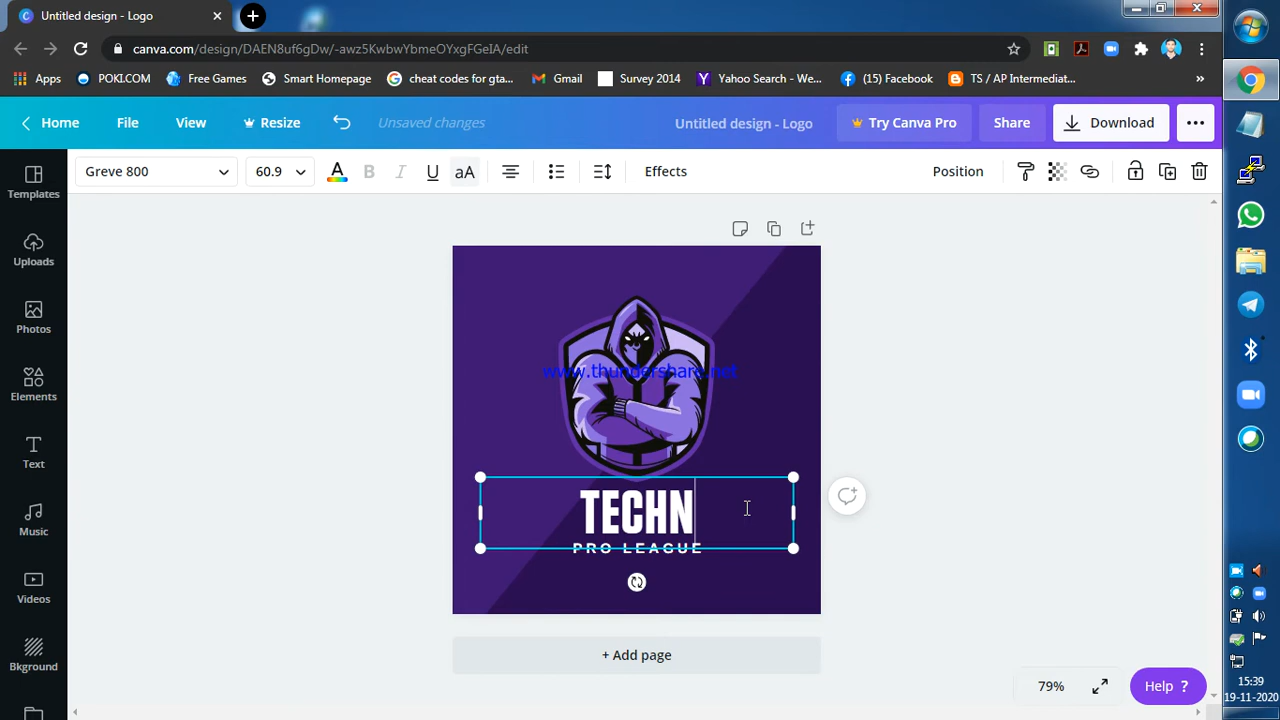 Untitled design - Logo
canva.com/design/DAEN8uf6gDw/-awz5KwbwYbmeOYxgFGeIA/edit
Apps POKI.COM Free Games Smart Homepage cheat codes for gta... Gmail Survey 2014 Yahoo Search - We... (15) Facebook TS / AP Intermediat... »
Home File View Resize Unsaved changes Untitled design - Logo Try Canva Pro Share Download
Greve 800 60.9 A B I U aA Effects Position
Templates
Uploads
Photos
Elements
Text
Music
Videos
Bkground
www.thundershare.net
TECHN
PRO LEAGUE
+ Add page
79% Help ?
15:39
19-11-2020